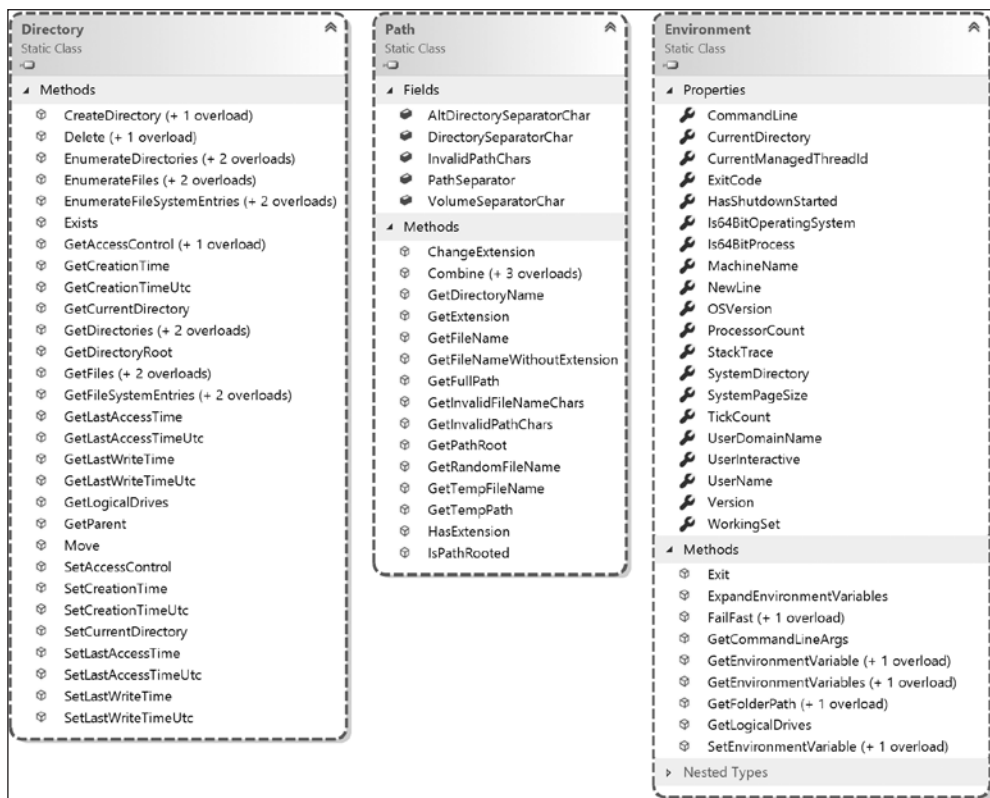 Directory
Static Class
Methods
CreateDirectory (+ 1 overload)
Delete (+ 1 overload)
EnumerateDirectories (+ 2 overloads)
EnumerateFiles (+ 2 overloads)
EnumerateFileSystemEntries (+ 2 overloads)
Exists
GetAccessControl (+ 1 overload)
GetCreationTime
GetCreationTimeUtc
GetCurrentDirectory
GetDirectories (+ 2 overloads)
GetDirectoryRoot
GetFiles (+ 2 overloads)
GetFileSystemEntries (+ 2 overloads)
GetLastAccessTime
GetLastAccessTimeUtc
GetLastWriteTime
GetLastWriteTimeUtc
GetLogicalDrives
GetParent
Move
SetAccessControl
SetCreationTime
SetCreationTimeUtc
SetCurrentDirectory
SetLastAccessTime
SetLastAccessTimeUtc
SetLastWriteTime
SetLastWriteTimeUtc
Path
Static Class
Fields
AltDirectorySeparatorChar
DirectorySeparatorChar
InvalidPathChars
PathSeparator
VolumeSeparatorChar
Methods
ChangeExtension
Combine (+ 3 overloads)
GetDirectoryName
GetExtension
GetFileName
GetFileNameWithoutExtension
GetFullPath
GetInvalidFileNameChars
GetInvalidPathChars
GetPathRoot
GetRandomFileName
GetTempFileName
GetTempPath
HasExtension
IsPathRooted
Environment
Static Class
Properties
CommandLine
CurrentDirectory
CurrentManagedThreadId
ExitCode
HasShutdownStarted
Is64BitOperatingSystem
Is64BitProcess
MachineName
NewLine
OSVersion
ProcessorCount
StackTrace
SystemDirectory
SystemPageSize
TickCount
UserDomainName
UserInteractive
UserName
Version
WorkingSet
Methods
Exit
ExpandEnvironmentVariables
FailFast (+ 1 overload)
GetCommandLineArgs
GetEnvironmentVariable (+ 1 overload)
GetEnvironmentVariables (+ 1 overload)
GetFolderPath (+ 1 overload)
GetLogicalDrives
SetEnvironmentVariable (+ 1 overload)
Nested Types